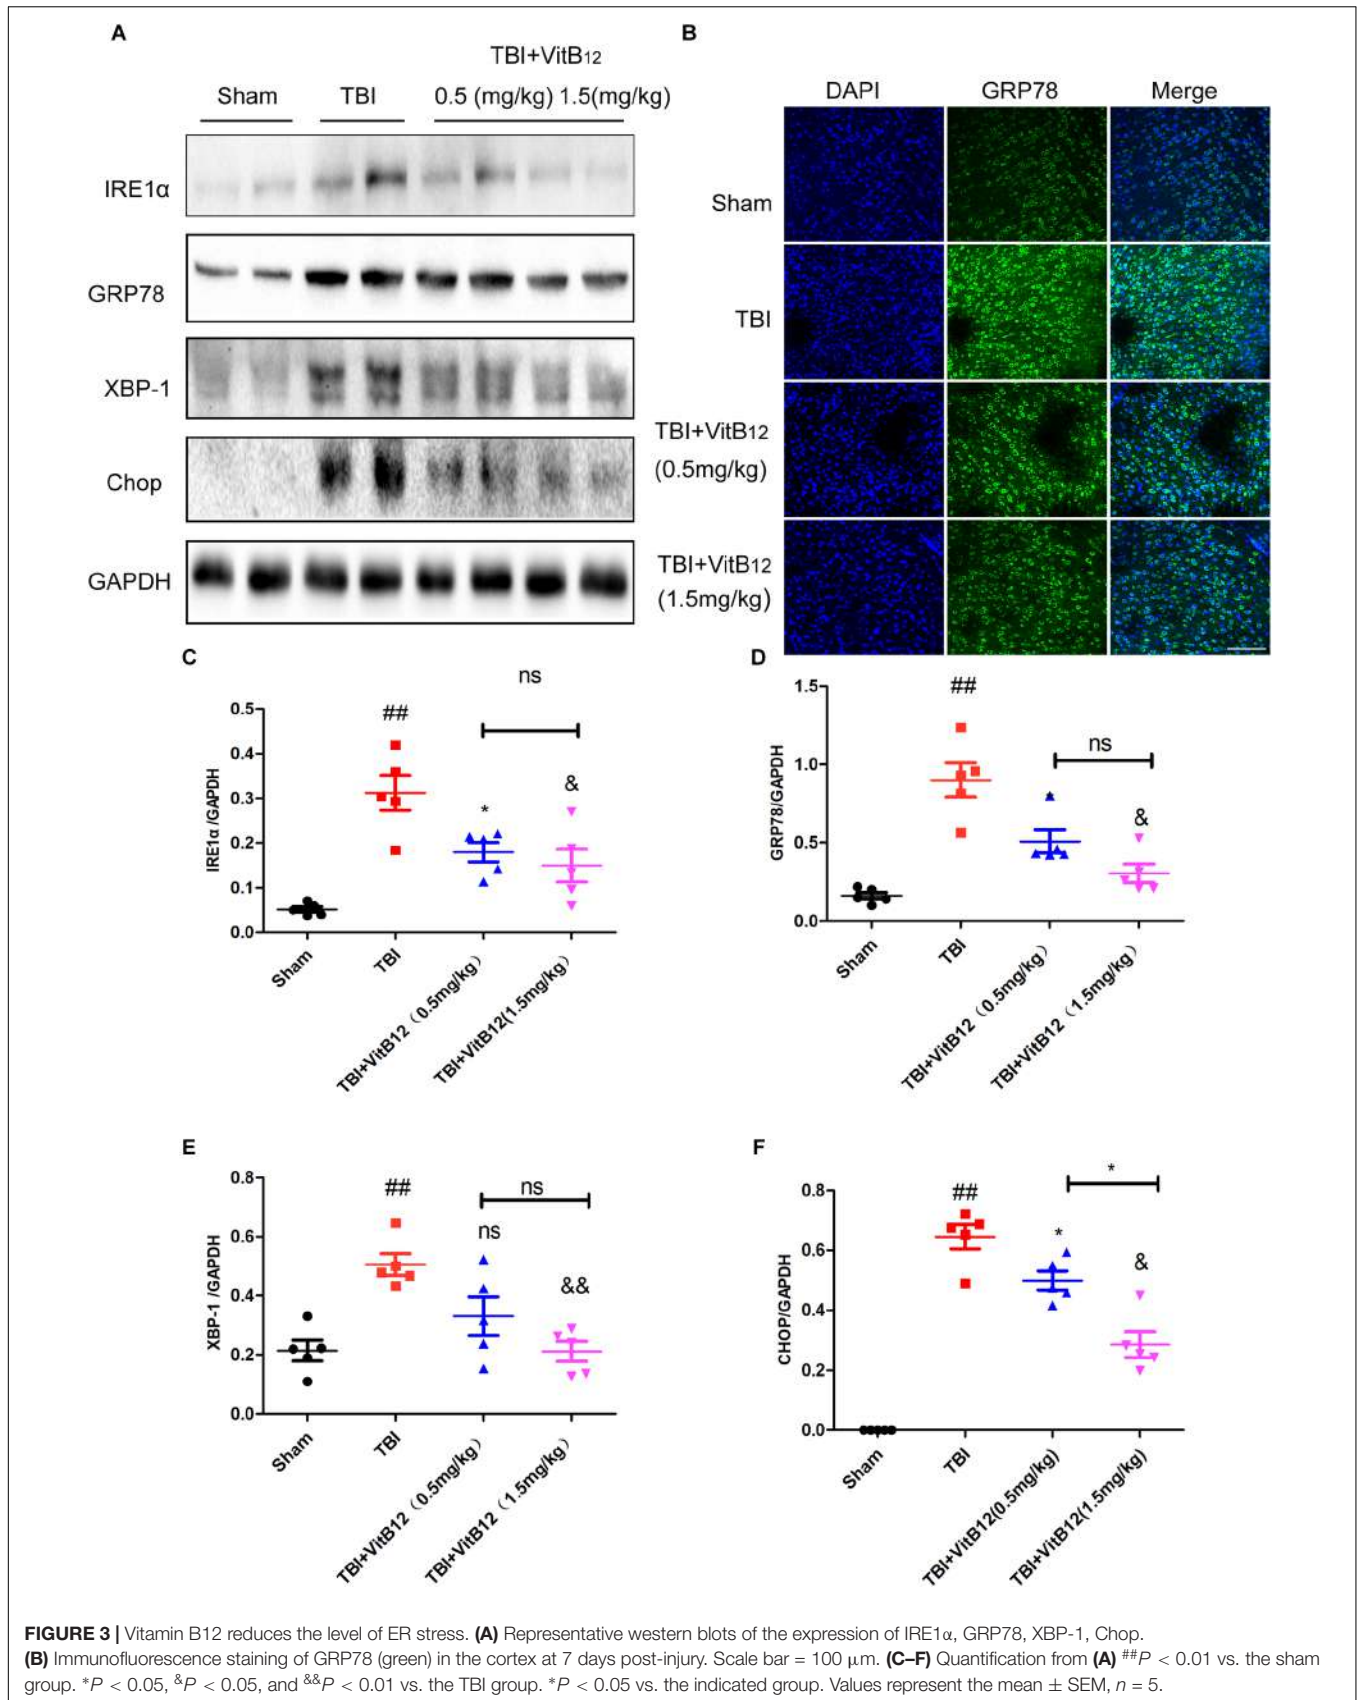 A
TBI+VitB12
Sham TBI 0.5 (mg/kg) 1.5(mg/kg)
IRE1α
GRP78
XBP-1
Chop
GAPDH
B
DAPI GRP78 Merge
Sham
TBI
TBI+VitB12
(0.5mg/kg)
TBI+VitB12
(1.5mg/kg)
C
IRE1α /GAPDH
0.5
0.4
0.3
0.2
0.1
0.0
##
*
ns
&
Sham
TBI
TBI+VitB12（0.5mg/kg）
TBI+VitB12(1.5mg/kg）
D
GRP78/GAPDH
1.5
1.0
0.5
0.0
##
*
ns
&
Sham
TBI
TBI+VitB12（0.5mg/kg）
TBI+VitB12（1.5mg/kg）
E
XBP-1 /GAPDH
0.8
0.6
0.4
0.2
0.0
##
ns
ns
&&
Sham
TBI
TBI+VitB12（0.5mg/kg）
TBI+VitB12（1.5mg/kg）
F
CHOP/GAPDH
0.8
0.6
0.4
0.2
0.0
##
*
*
&
Sham
TBI
TBI+VitB12(0.5mg/kg)
TBI+VitB12(1.5mg/kg)
FIGURE 3 | Vitamin B12 reduces the level of ER stress. (A) Representative western blots of the expression of IRE1α, GRP78, XBP-1, Chop.
(B) Immunofluorescence staining of GRP78 (green) in the cortex at 7 days post-injury. Scale bar = 100 μm. (C–F) Quantification from (A) ##P < 0.01 vs. the sham
group. *P < 0.05, &P < 0.05, and &&P < 0.01 vs. the TBI group. *P < 0.05 vs. the indicated group. Values represent the mean ± SEM, n = 5.